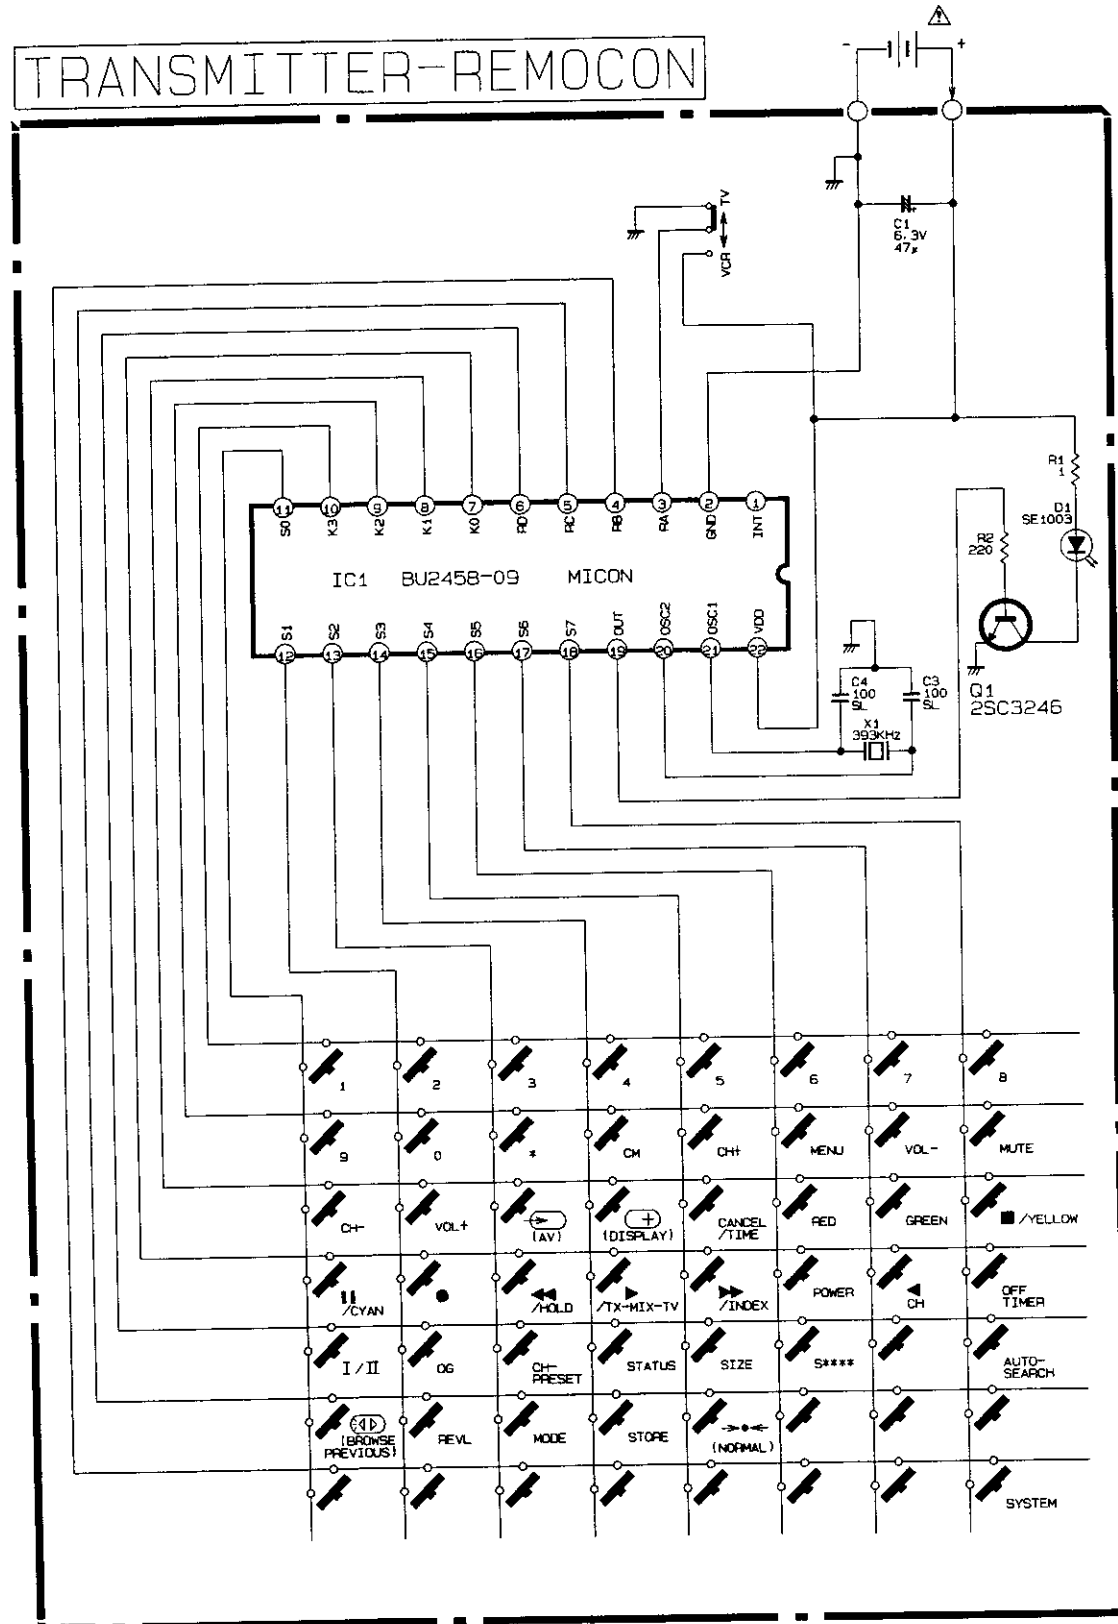 TRANSMITTER-REMOCON
- +
C1
6.3V
47μ
TV
VCR
R1
1
D1
SE1003
R2
220
11 10 9 8 7 6 5 4 3 2 1
S0 K3 K2 K1 K0 RD RC RB RA GND INT
IC1 BU2458-09 MICON
S1 S2 S3 S4 S5 S6 S7 OUT OSC2 OSC1 VDD
12 13 14 15 16 17 18 19 20 21 22
C4
100
SL
C3
100
SL
X1
393KHz
Q1
2SC3246
1 2 3 4 5 6 7 8
9 0 * CM CH+ MENU VOL- MUTE
CH- VOL+ (AV) (DISPLAY) CANCEL
/TIME RED GREEN ■/YELLOW
/CYAN ● ◀◀
/HOLD ▶
/TX-MIX-TV ▶▶
/INDEX POWER ◀
CH OFF
TIMER
I/II OG CH-
PRESET STATUS SIZE S**** AUTO-
SEARCH
(BROWSE
PREVIOUS) REVL MODE STORE (NORMAL)
SYSTEM